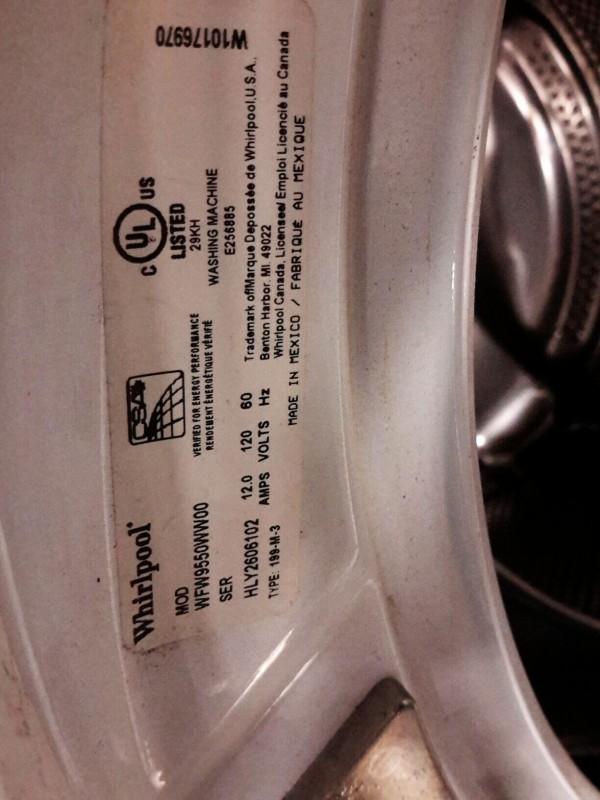 Whirlpool®
MOD
WFW9550WW00
SER
HLY2606102
TYPE: 199-M-3
CSA
VERIFIED FOR ENERGY PERFORMANCE
RENDEMENT ÉNERGÉTIQUE VÉRIFIÉ
12.0 120 60
AMPS VOLTS Hz
C UL US
LISTED
29KH
WASHING MACHINE
E256885
Trademark of/Marque Depossée de Whirlpool,U.S.A.,
Benton Harbor, MI. 49022
Whirlpool Canada, Licensee/ Emploi Licencié au Canada
MADE IN MEXICO / FABRIQUÉ AU MEXIQUE
W10176970